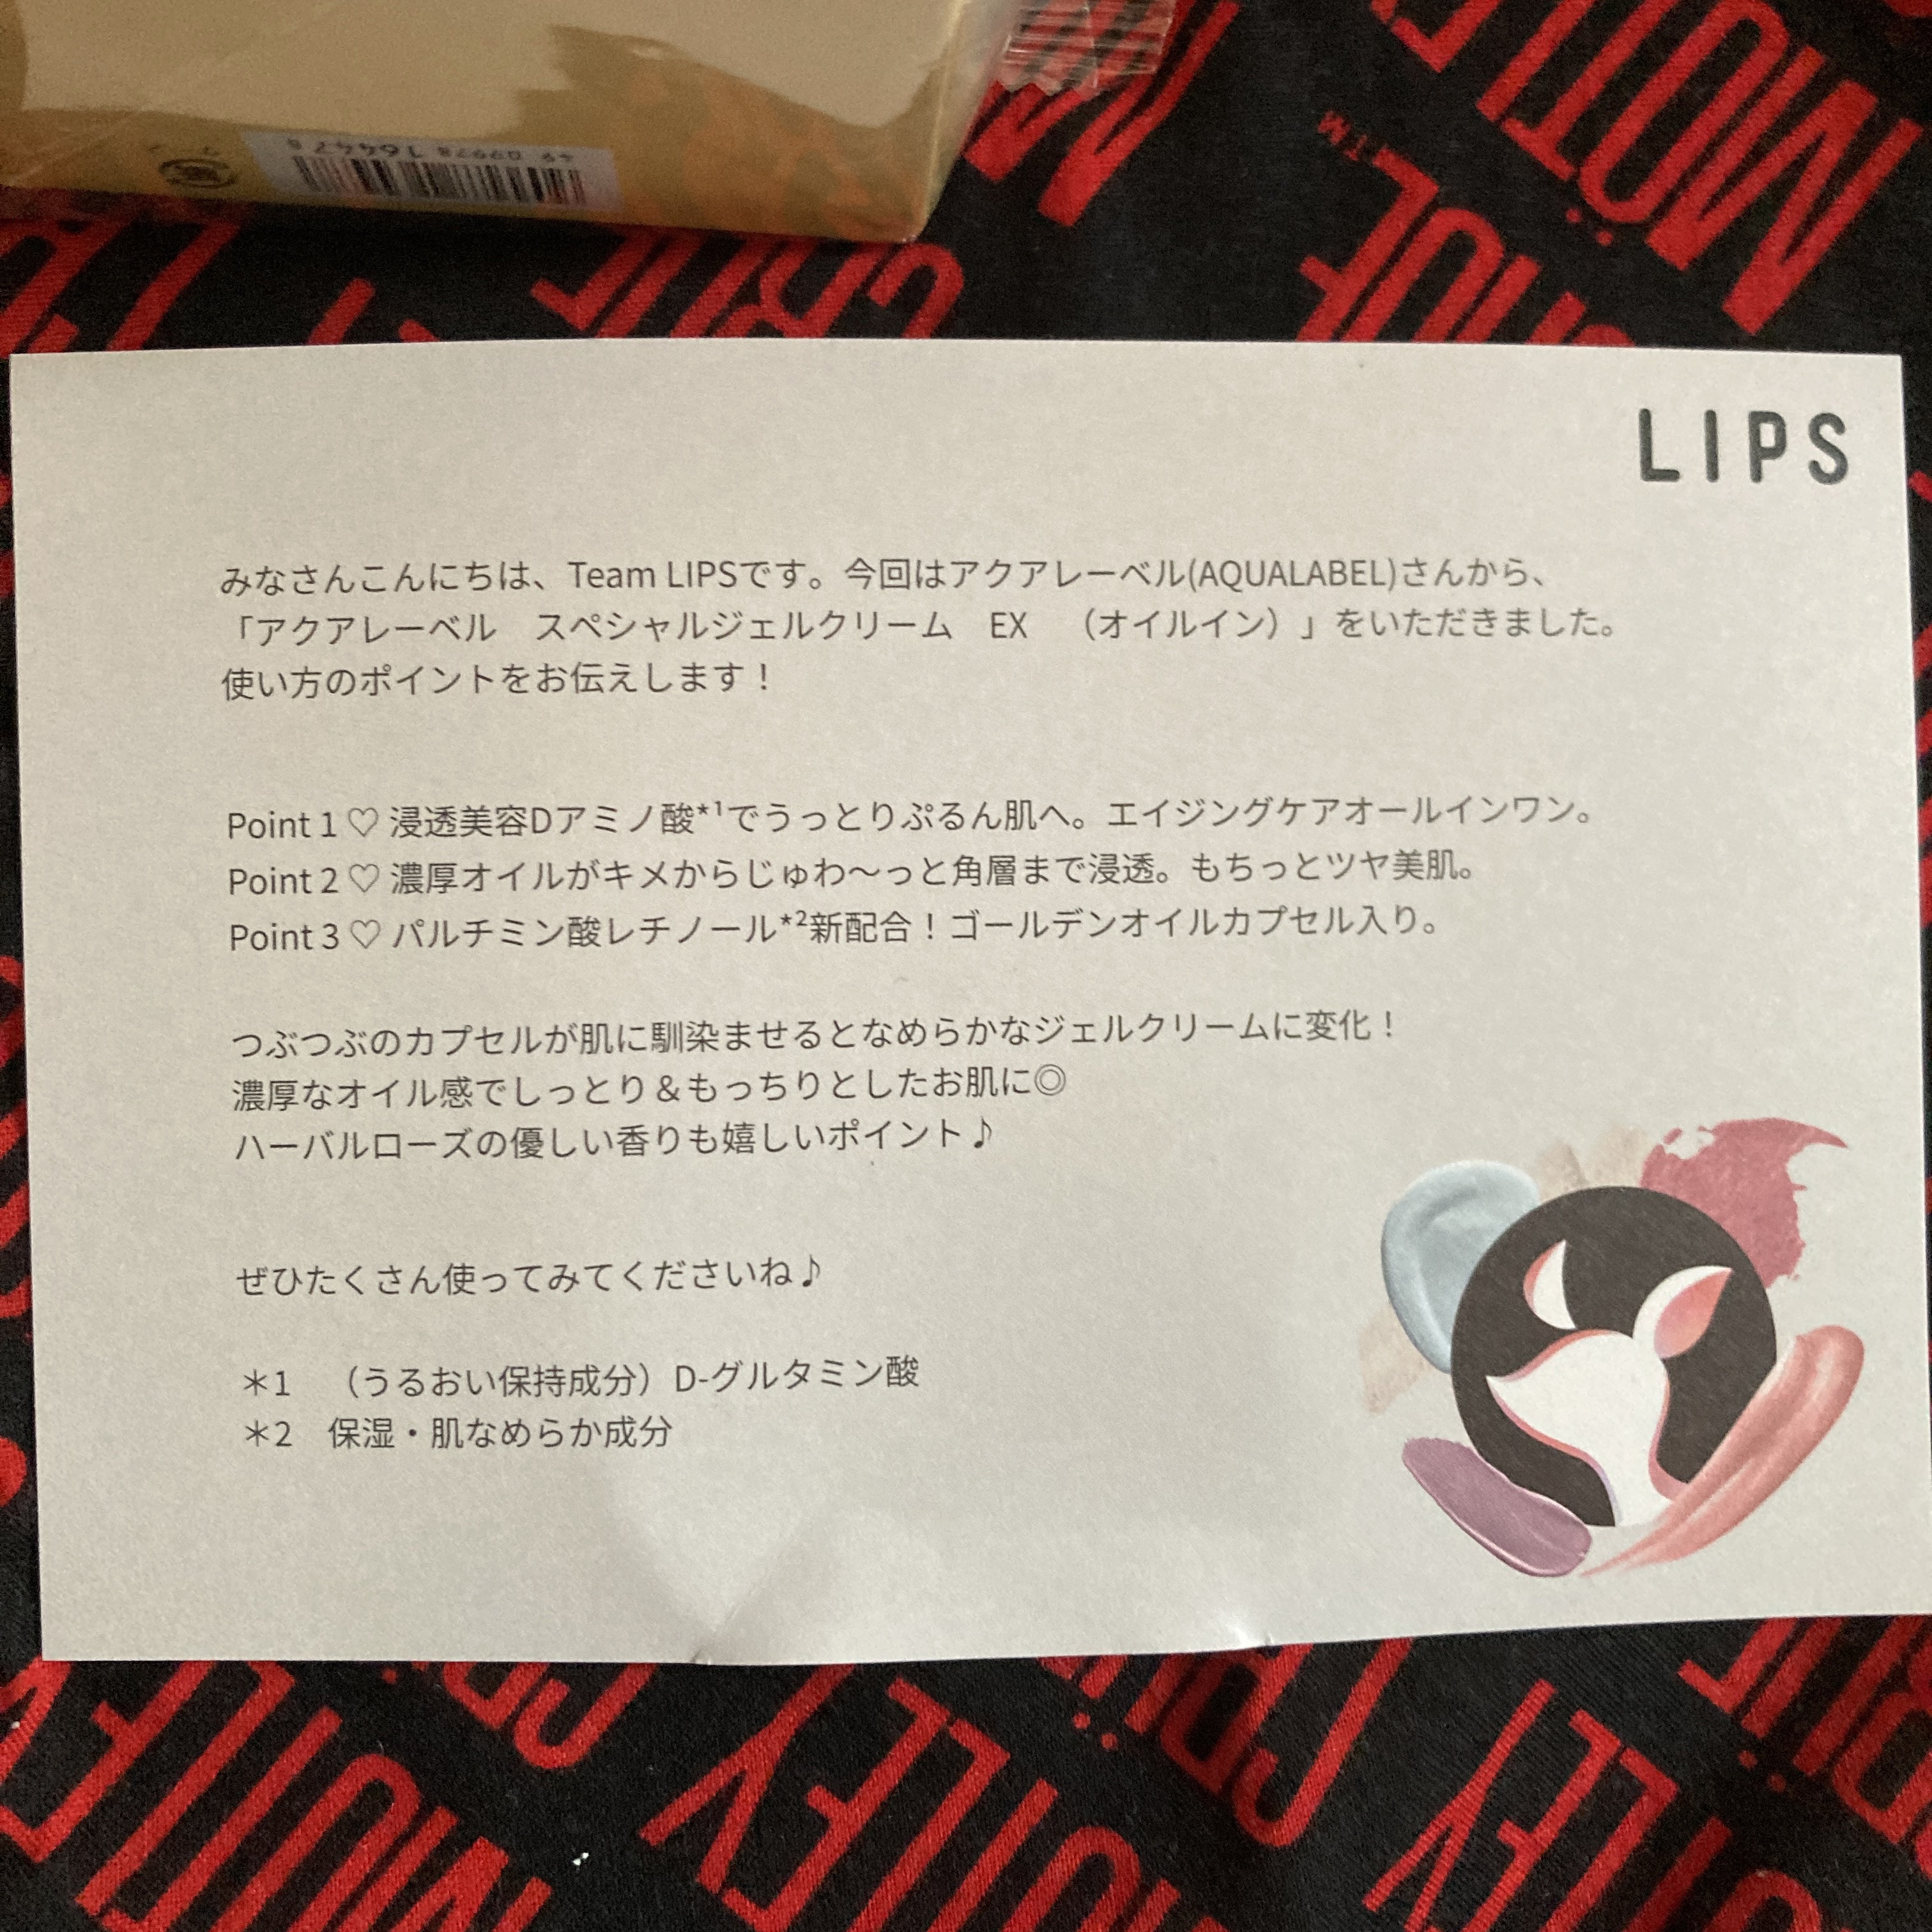 LIPS
みなさんこんにちは、Team LIPSです。今回はアクアレーベル(AQUALABEL)さんから、
「アクアレーベル　スペシャルジェルクリーム　EX　（オイルイン）」をいただきました。
使い方のポイントをお伝えします！
Point 1 ♡ 浸透美容Dアミノ酸*¹でうっとりぷるん肌へ。エイジングケアオールインワン。
Point 2 ♡ 濃厚オイルがキメからじゅわ〜っと角層まで浸透。もちっとツヤ美肌。
Point 3 ♡ パルチミン酸レチノール*²新配合！ゴールデンオイルカプセル入り。
つぶつぶのカプセルが肌に馴染ませるとなめらかなジェルクリームに変化！
濃厚なオイル感でしっとり＆もっちりとしたお肌に◎
ハーバルローズの優しい香りも嬉しいポイント♪
ぜひたくさん使ってみてくださいね♪
＊1　（うるおい保持成分）D-グルタミン酸
＊2　保湿・肌なめらか成分